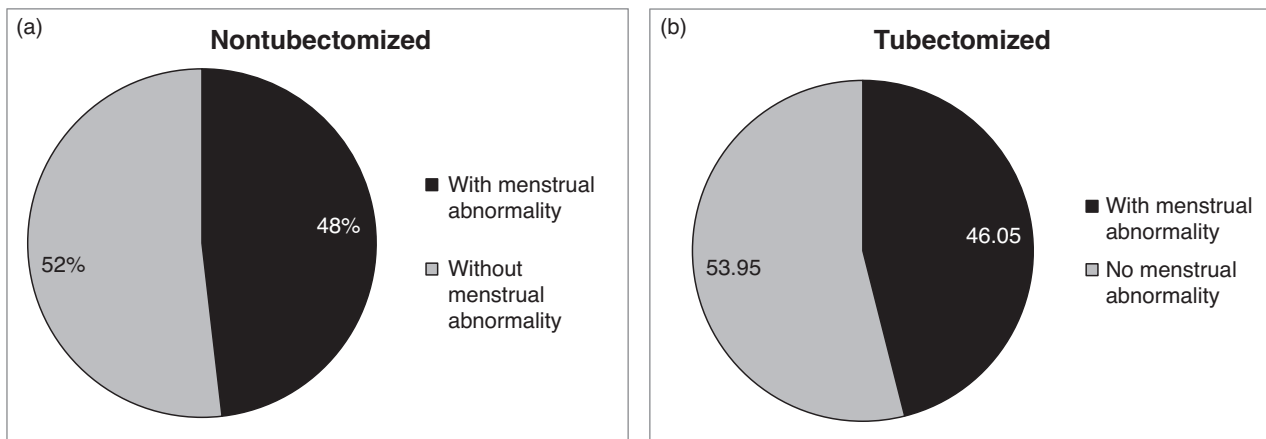 (a)
Nontubectomized
48%
52%
With menstrual
abnormality
Without
menstrual
abnormality
(b)
Tubectomized
46.05
53.95
With menstrual
abnormality
No menstrual
abnormality